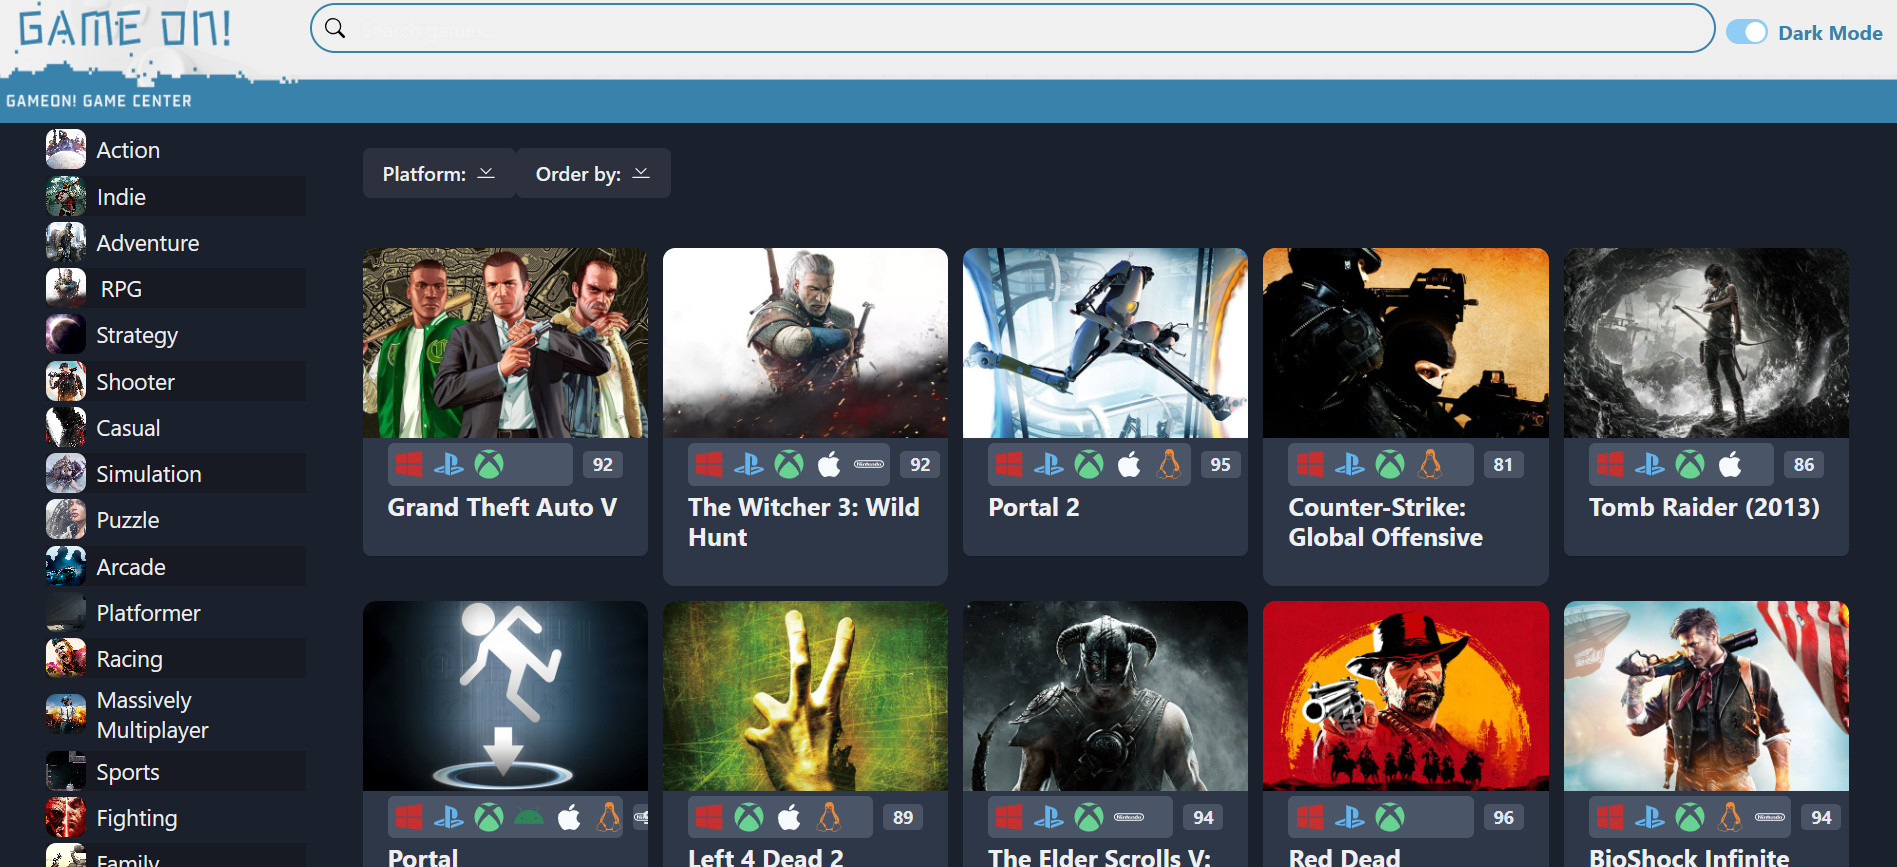 GAME ON!
Search games...
Dark Mode
GAMEON! GAME CENTER
Action
Indie
Adventure
RPG
Strategy
Shooter
Casual
Simulation
Puzzle
Arcade
Platformer
Racing
Massively
Multiplayer
Sports
Fighting
Family
Platform:
Order by:
92
Grand Theft Auto V
Nintendo
92
The Witcher 3: Wild
Hunt
95
Portal 2
81
Counter-Strike:
Global Offensive
86
Tomb Raider (2013)
Portal
89
Left 4 Dead 2
Nintendo
94
The Elder Scrolls V:
96
Red Dead
Nintendo
94
BioShock Infinite